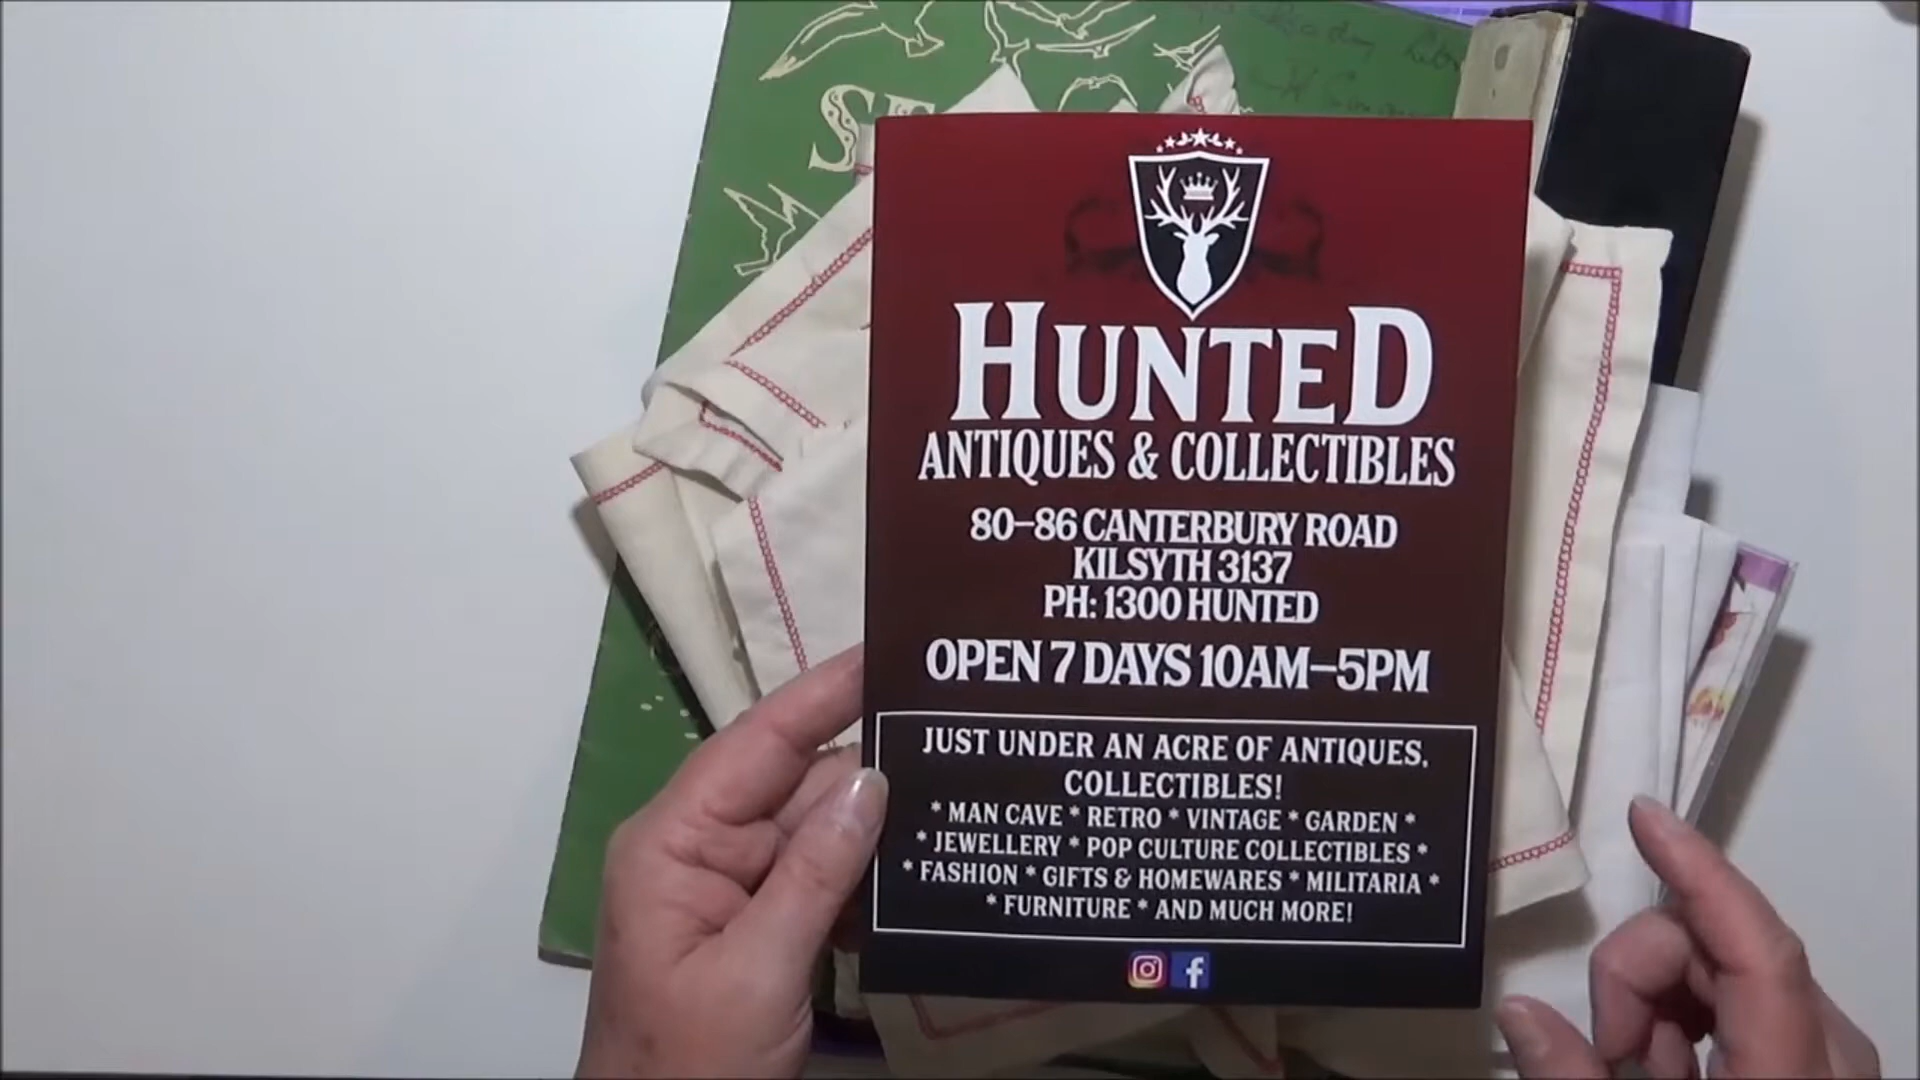 HUNTED
ANTIQUES & COLLECTIBLES
80–86 CANTERBURY ROAD
KILSYTH 3137
PH: 1300 HUNTED
OPEN 7 DAYS 10AM–5PM
JUST UNDER AN ACRE OF ANTIQUES,
COLLECTIBLES!
* MAN CAVE * RETRO * VINTAGE * GARDEN *
* JEWELLERY * POP CULTURE COLLECTIBLES *
* FASHION * GIFTS & HOMEWARES * MILITARIA *
* FURNITURE * AND MUCH MORE!